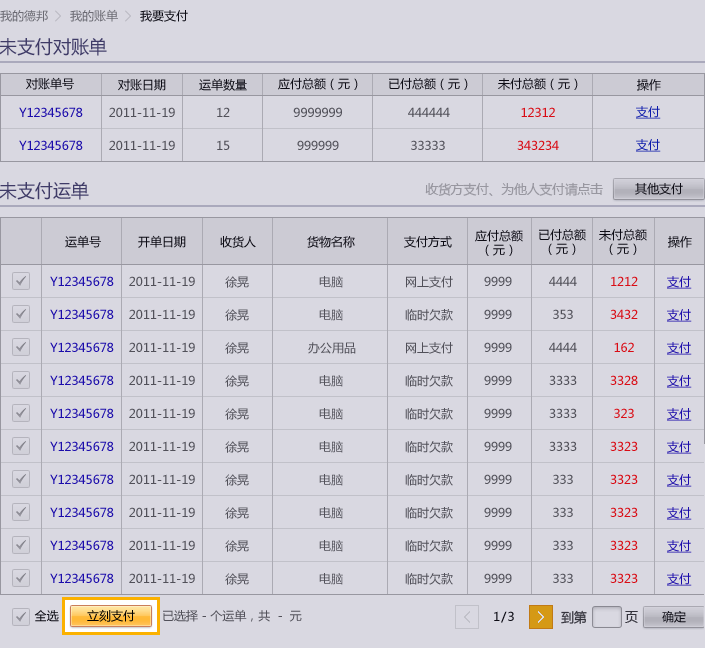 我的德邦 > 我的账单 > 我要支付
未支付对账单
对账单号 对账日期 运单数量 应付总额（元） 已付总额（元） 未付总额（元） 操作
Y12345678 2011-11-19 12 9999999 444444 12312 支付
Y12345678 2011-11-19 15 999999 33333 343234 支付
未支付运单 收货方支付、为他人支付请点击 其他支付
运单号 开单日期 收货人 货物名称 支付方式 应付总额（元） 已付总额（元） 未付总额（元） 操作
Y12345678 2011-11-19 徐晃 电脑 网上支付 9999 4444 1212 支付
Y12345678 2011-11-19 徐晃 电脑 临时欠款 9999 353 3432 支付
Y12345678 2011-11-19 徐晃 办公用品 网上支付 9999 4444 162 支付
Y12345678 2011-11-19 徐晃 电脑 临时欠款 9999 3333 3328 支付
Y12345678 2011-11-19 徐晃 电脑 临时欠款 9999 3333 323 支付
Y12345678 2011-11-19 徐晃 电脑 临时欠款 9999 3333 3323 支付
Y12345678 2011-11-19 徐晃 电脑 临时欠款 9999 333 3323 支付
Y12345678 2011-11-19 徐晃 电脑 临时欠款 9999 333 3323 支付
Y12345678 2011-11-19 徐晃 电脑 临时欠款 9999 333 3323 支付
Y12345678 2011-11-19 徐晃 电脑 临时欠款 9999 333 3323 支付
全选 立刻支付 已选择 - 个运单，共 - 元 < 1/3 > 到第 页 确定